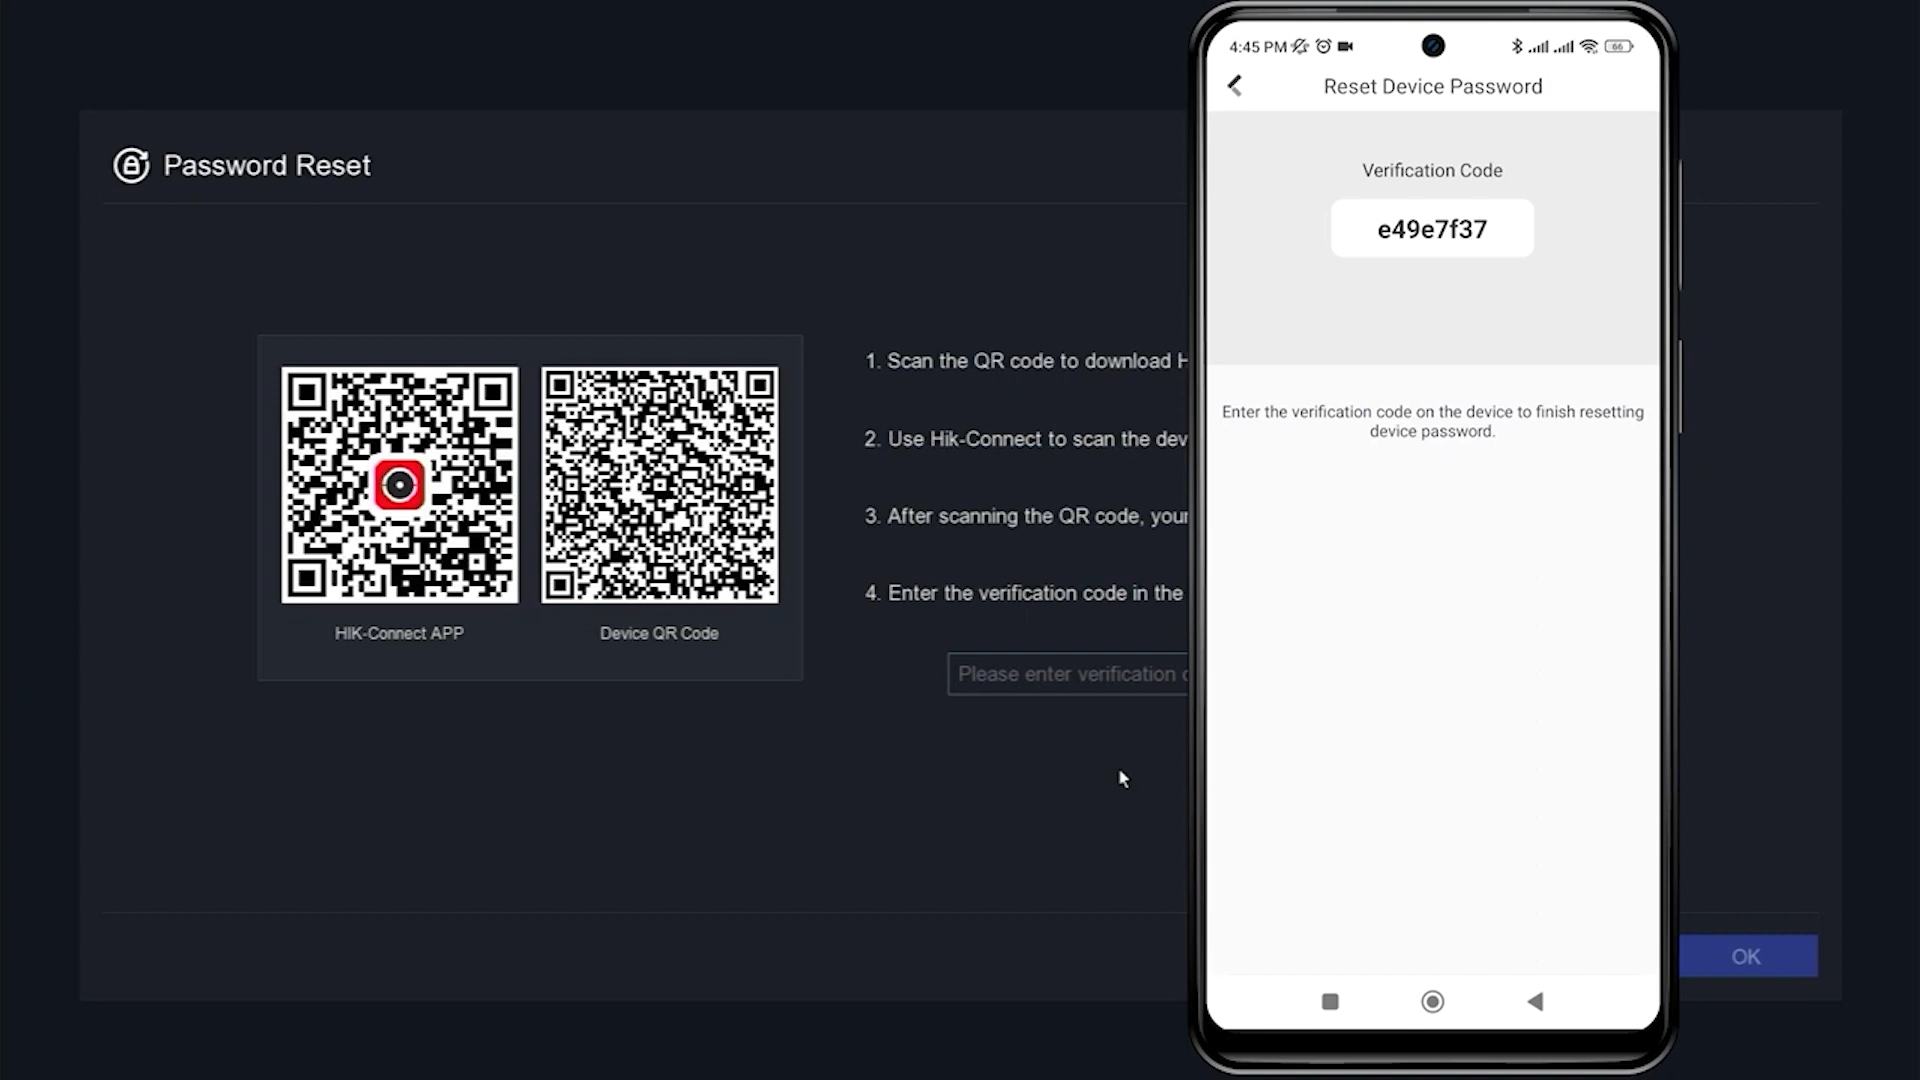 Password Reset
HIK-Connect APP
Device QR Code
1. Scan the QR code to download
2. Use Hik-Connect to scan the
3. After scanning the QR code,
4. Enter the verification code in the
Please enter verification
OK
4:45 PM
66
Reset Device Password
Verification Code
e49e7f37
Enter the verification code on the device to finish resetting
device password.